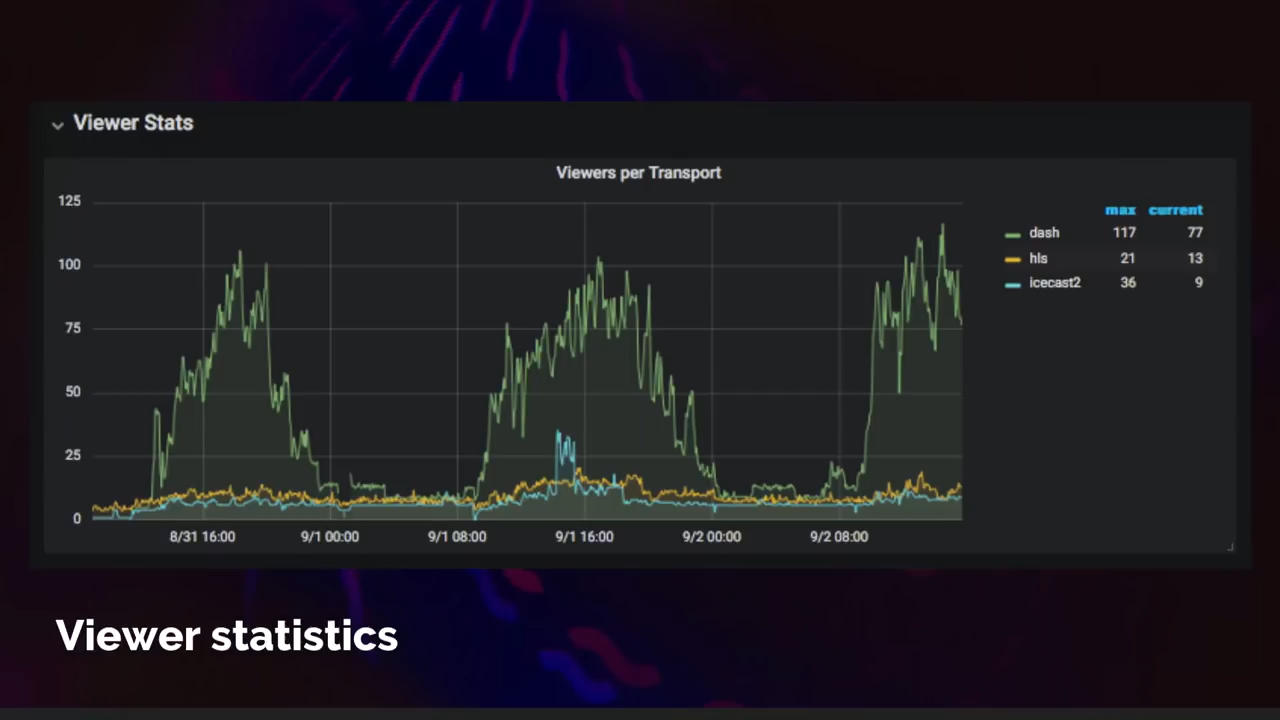 Viewer Stats
Viewers per Transport
125
100
75
50
25
0
8/31 16:00 9/1 00:00 9/1 08:00 9/1 16:00 9/2 00:00 9/2 08:00
max current
dash 117 77
hls 21 13
icecast2 36 9
Viewer statistics